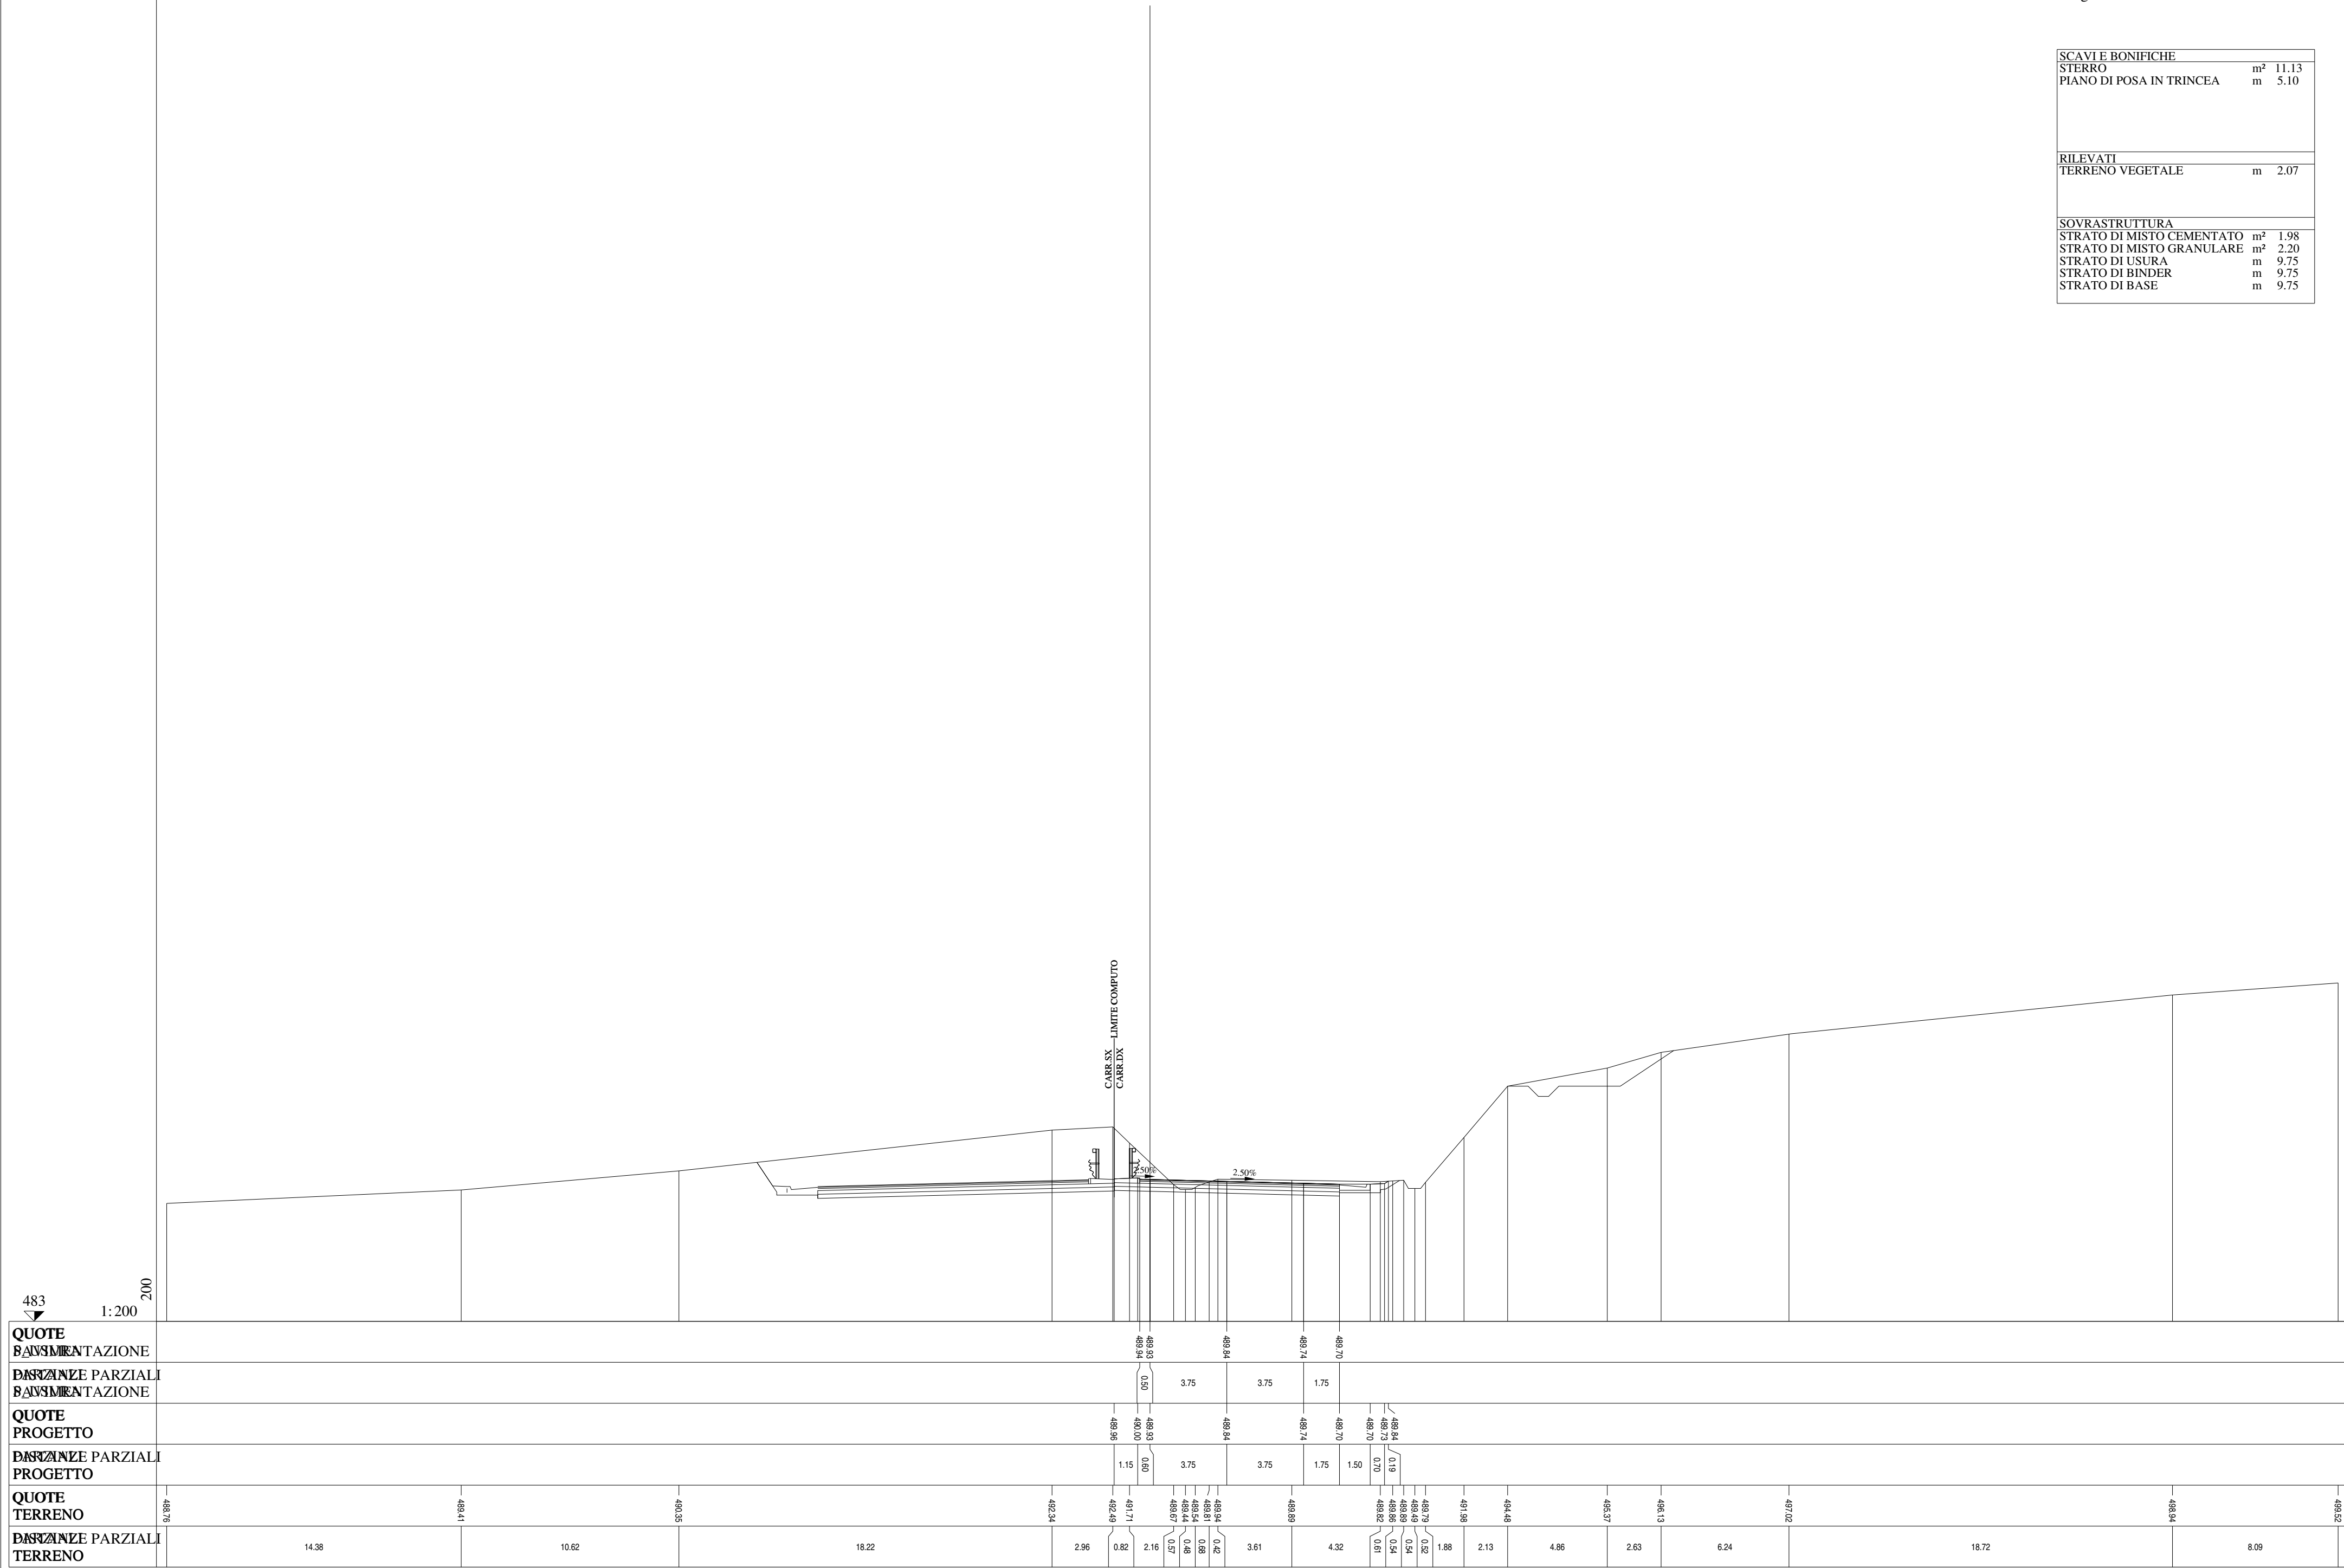 SCAVI E BONIFICHE
STERRO m² 11.13
PIANO DI POSA IN TRINCEA m 5.10
RILEVATI
TERRENO VEGETALE m 2.07
SOVRASTRUTTURA
STRATO DI MISTO CEMENTATO m² 1.98
STRATO DI MISTO GRANULARE m² 2.20
STRATO DI USURA m 9.75
STRATO DI BINDER m 9.75
STRATO DI BASE m 9.75
LIMITE COMPUTO
CARR.SX
CARR.DX
2.50%
2.50%
200
483
1:200
QUOTE
PAVIMENTAZIONE
489.94 489.93 489.84 489.74 489.70
PARZIALI
PAVIMENTAZIONE
0.50 3.75 3.75 1.75
QUOTE
PROGETTO
489.96 490.00 489.93 489.84 489.74 489.70 489.70 489.73 489.84
PARZIALI
PROGETTO
1.15 0.60 3.75 3.75 1.75 1.50 0.70 0.19
QUOTE
TERRENO
488.76 489.41 490.35 492.34 492.49 491.71 489.67 489.44 489.54 489.81 489.94 489.89 489.82 489.86 489.89 489.49 489.79 491.98 494.48 495.37 496.13 497.02 498.94 499.52
PARZIALI
TERRENO
14.38 10.62 18.22 2.96 0.82 2.16 0.57 0.48 0.68 0.42 3.61 4.32 0.61 0.54 0.54 0.52 1.88 2.13 4.86 2.63 6.24 18.72 8.09